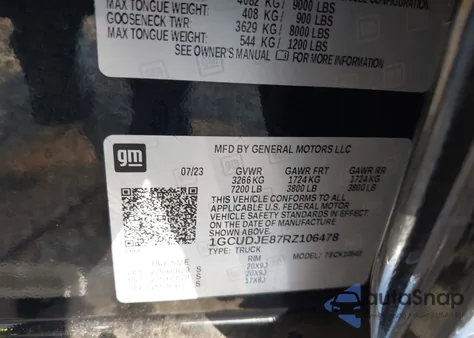 4082 KG / 9000 LBS
MAX TONGUE WEIGHT: 408 KG / 900 LBS
GOOSENECK TWR: 3629 KG / 8000 LBS
MAX TONGUE WEIGHT: 544 KG / 1200 LBS
SEE OWNER'S MANUAL FOR MORE INFORMATION
gm
MFD BY GENERAL MOTORS LLC
07/23 GVWR GAWR FRT GAWR RR
3266 KG 1724 KG 1724 KG
7200 LB 3800 LB 3800 LB
THIS VEHICLE CONFORMS TO ALL
APPLICABLE U.S. FEDERAL MOTOR
VEHICLE SAFETY STANDARDS IN
EFFECT ON THE DATE OF
MANUFACTURE SHOWN ABOVE.
1GCUDJE87RZ106478
TYPE: TRUCK MODEL:
RIM
20X9J
20X9J
17X8J
autoSnap